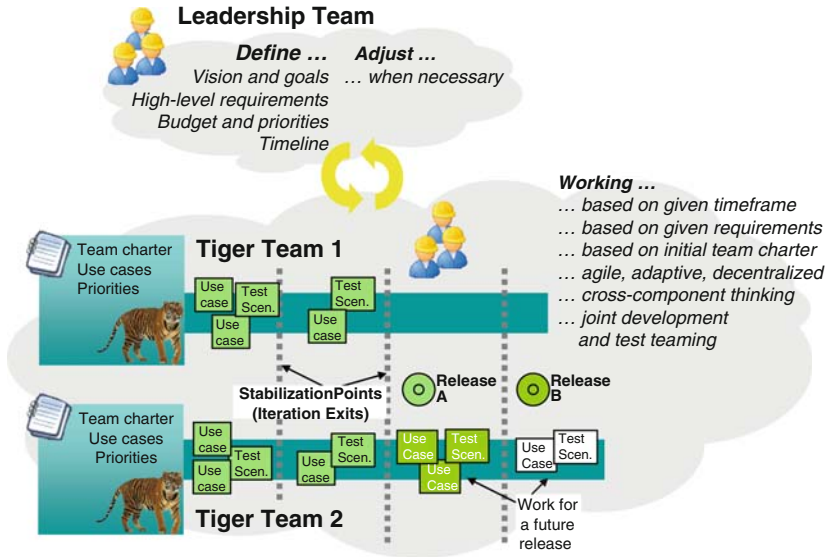 Leadership Team
Define …
Vision and goals
High-level requirements
Budget and priorities
Timeline
Adjust …
… when necessary
Working …
… based on given timeframe
… based on given requirements
… based on initial team charter
… agile, adaptive, decentralized
… cross-component thinking
… joint development
and test teaming
Team charter
Use cases
Priorities
Tiger Team 1
Use
case
Test
Scen.
Use
case
Test
Scen.
Use
case
StabilizationPoints
(Iteration Exits)
Release
A
Release
B
Team charter
Use cases
Priorities
Use
case
Use
case
Test
Scen.
Use
case
Test
Scen.
Use
Case
Test
Scen.
Use
Case
Use
Case
Test
Scen.
Tiger Team 2
Work for
a future
release